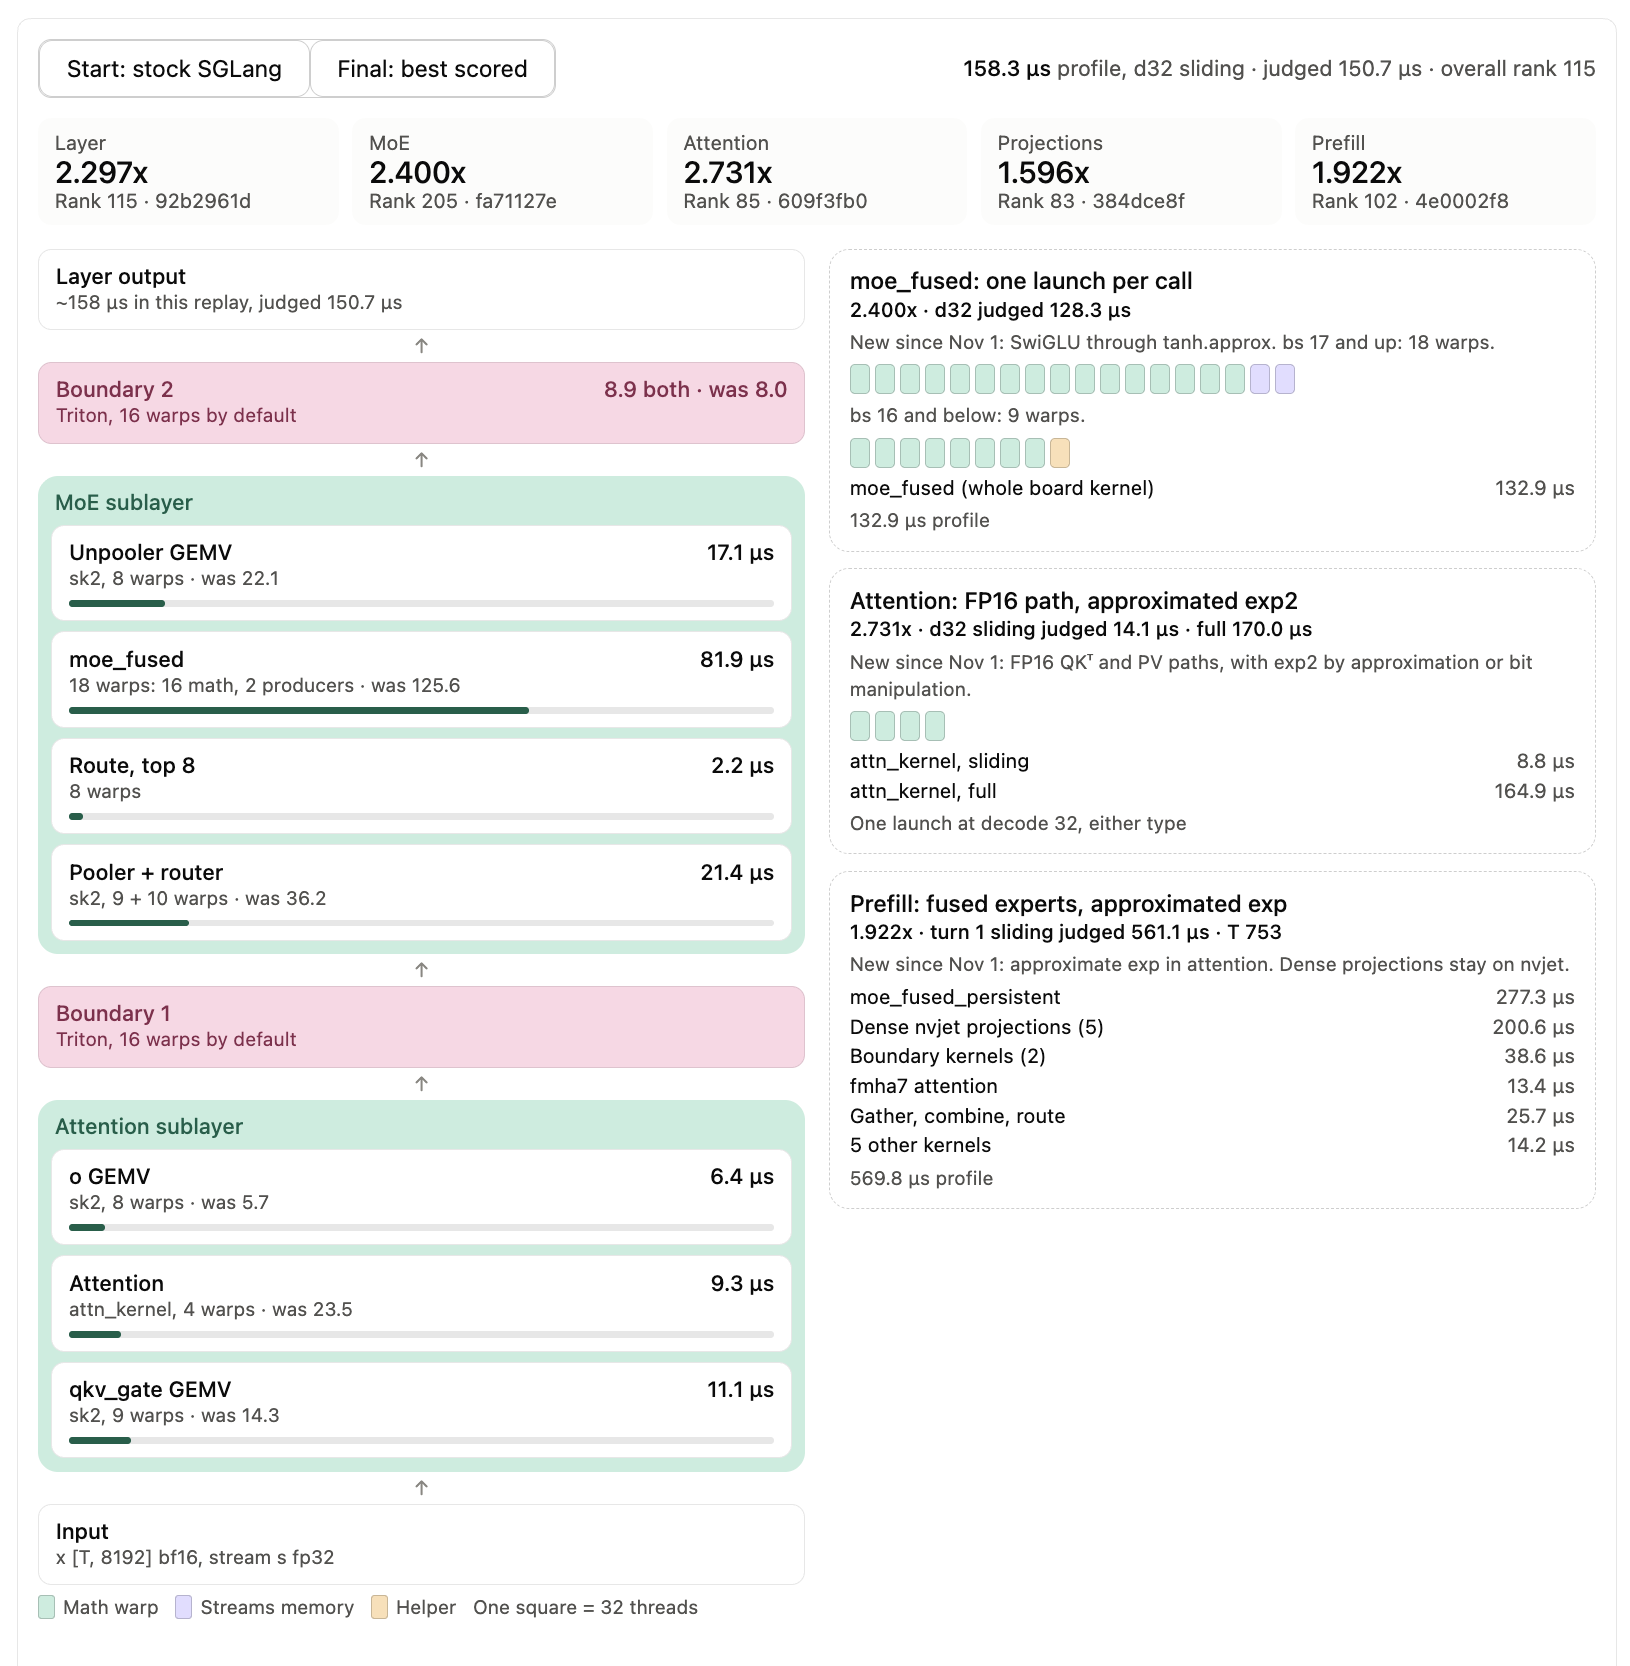 Start: stock SGLang
Final: best scored
158.3 µs profile, d32 sliding · judged 150.7 µs · overall rank 115
Layer
2.297x
Rank 115 · 92b2961d
MoE
2.400x
Rank 205 · fa71127e
Attention
2.731x
Rank 85 · 609f3fb0
Projections
1.596x
Rank 83 · 384dce8f
Prefill
1.922x
Rank 102 · 4e0002f8
Layer output
~158 µs in this replay, judged 150.7 µs
↑
Boundary 2
8.9 both · was 8.0
Triton, 16 warps by default
↑
MoE sublayer
Unpooler GEMV
17.1 µs
sk2, 8 warps · was 22.1
moe_fused
81.9 µs
18 warps: 16 math, 2 producers · was 125.6
Route, top 8
2.2 µs
8 warps
Pooler + router
21.4 µs
sk2, 9 + 10 warps · was 36.2
↑
Boundary 1
Triton, 16 warps by default
↑
Attention sublayer
o GEMV
6.4 µs
sk2, 8 warps · was 5.7
Attention
9.3 µs
attn_kernel, 4 warps · was 23.5
qkv_gate GEMV
11.1 µs
sk2, 9 warps · was 14.3
↑
Input
x [T, 8192] bf16, stream s fp32
Math warp
Streams memory
Helper
One square = 32 threads
moe_fused: one launch per call
2.400x · d32 judged 128.3 µs
New since Nov 1: SwiGLU through tanh.approx. bs 17 and up: 18 warps.
bs 16 and below: 9 warps.
moe_fused (whole board kernel)
132.9 µs
132.9 µs profile
Attention: FP16 path, approximated exp2
2.731x · d32 sliding judged 14.1 µs · full 170.0 µs
New since Nov 1: FP16 QKᵀ and PV paths, with exp2 by approximation or bit
manipulation.
attn_kernel, sliding
8.8 µs
attn_kernel, full
164.9 µs
One launch at decode 32, either type
Prefill: fused experts, approximated exp
1.922x · turn 1 sliding judged 561.1 µs · T 753
New since Nov 1: approximate exp in attention. Dense projections stay on nvjet.
moe_fused_persistent
277.3 µs
Dense nvjet projections (5)
200.6 µs
Boundary kernels (2)
38.6 µs
fmha7 attention
13.4 µs
Gather, combine, route
25.7 µs
5 other kernels
14.2 µs
569.8 µs profile